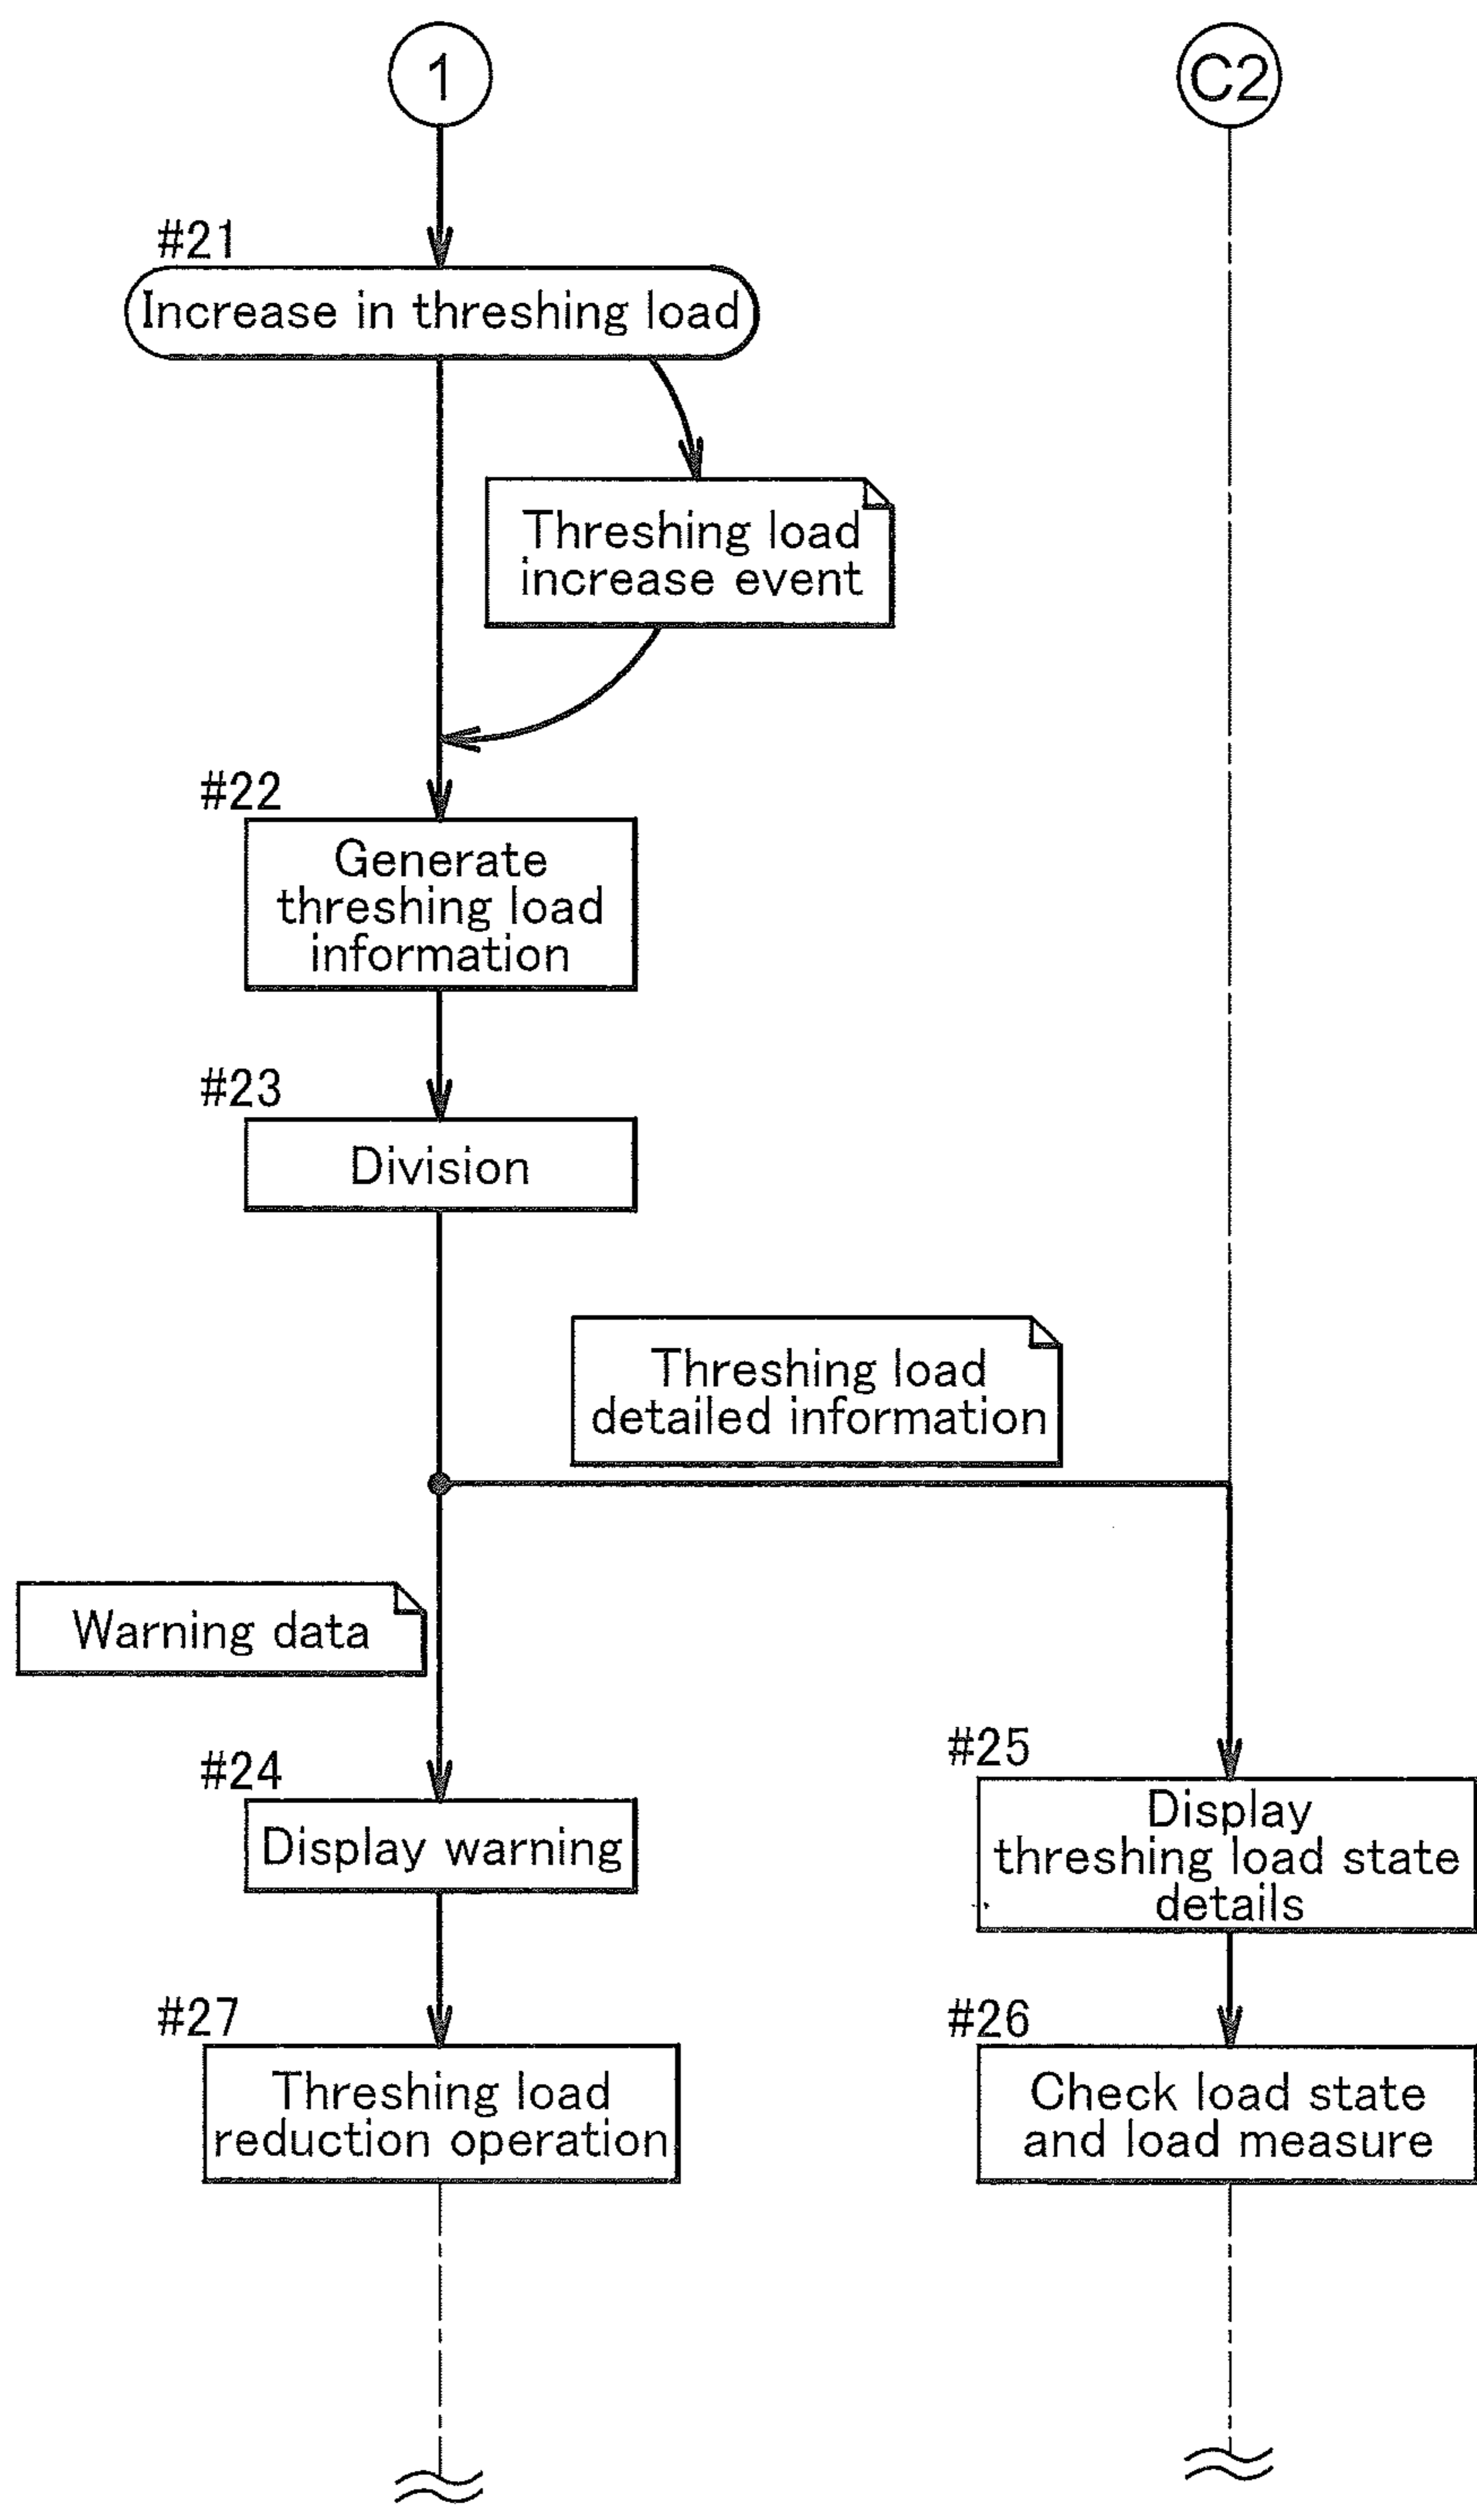 1
C2
#21
Increase in threshing load
Threshing load
increase event
#22
Generate
threshing load
information
#23
Division
Threshing load
detailed information
Warning data
#24
Display warning
#25
Display
threshing load state
details
#27
Threshing load
reduction operation
#26
Check load state
and load measure